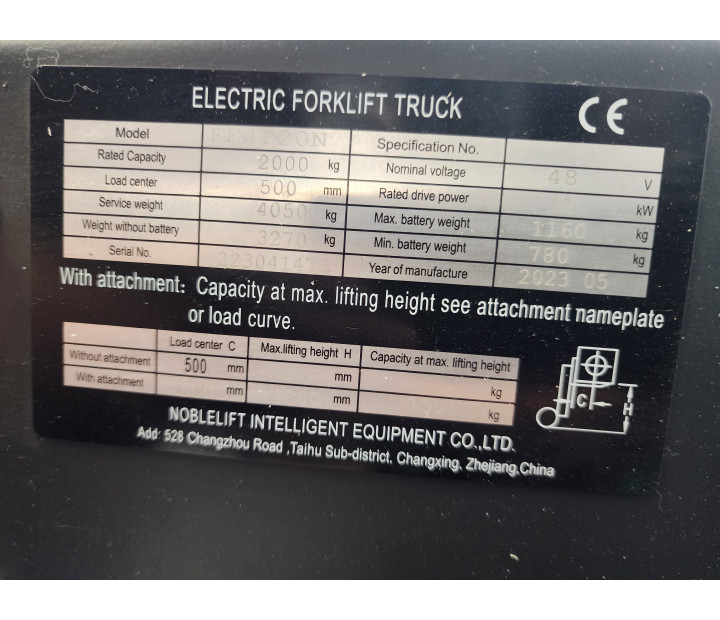 ELECTRIC FORKLIFT TRUCK CE
Model Specification No.
Rated Capacity 2000 kg Nominal voltage 48 V
Load center 500 mm Rated drive power kW
Service weight 4050 kg Max. battery weight 1160 kg
Weight without battery 3270 kg Min. battery weight 780 kg
Serial No. Year of manufacture 2023 05
With attachment: Capacity at max. lifting height see attachment nameplate
or load curve.
Load center C Max.lifting height H Capacity at max. lifting height
Without attachment 500 mm mm kg
With attachment mm mm kg
C H
NOBLELIFT INTELLIGENT EQUIPMENT CO.,LTD.
Add: 528 Changzhou Road ,Taihu Sub-district, Changxing, Zhejiang,China